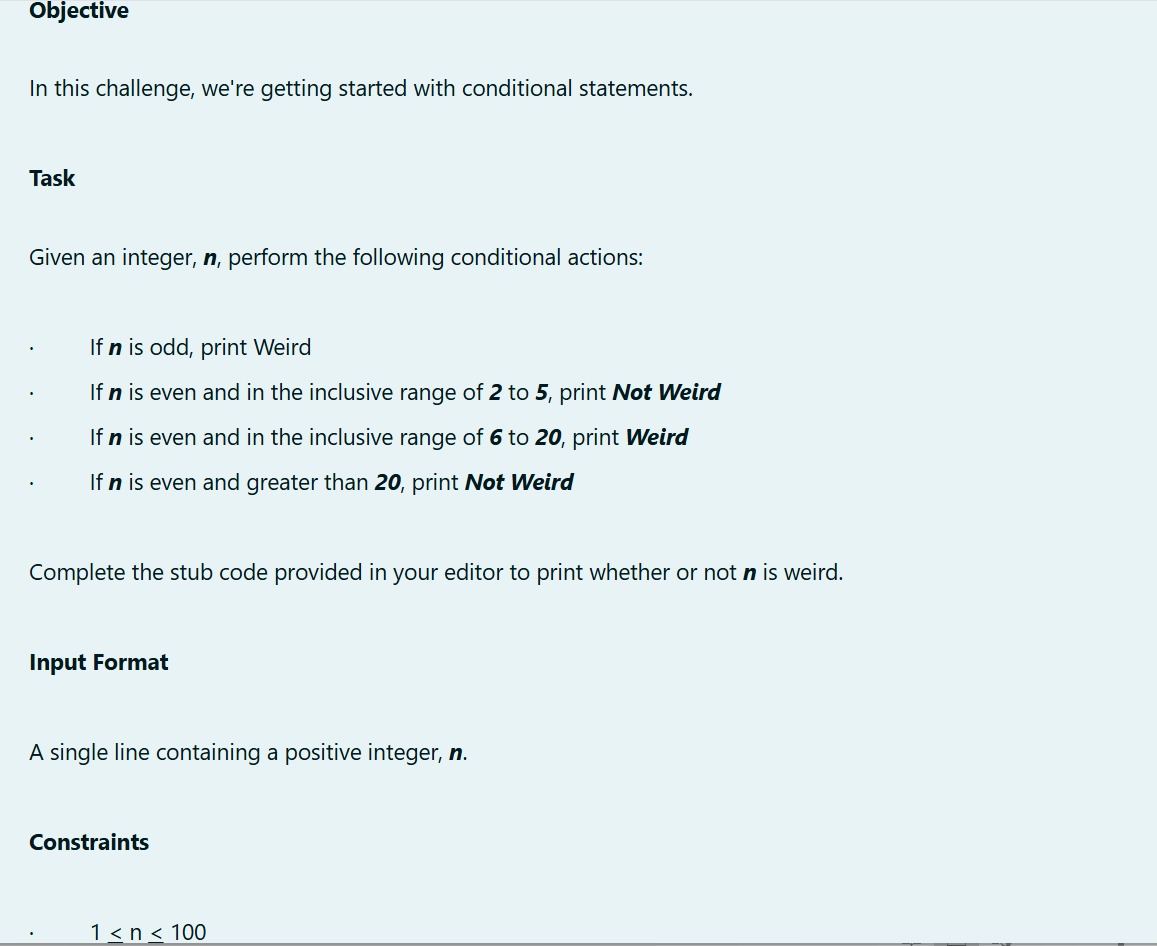 Objective
In this challenge, we're getting started with conditional statements.
Task
Given an integer, n, perform the following conditional actions:
· If n is odd, print Weird
· If n is even and in the inclusive range of 2 to 5, print Not Weird
· If n is even and in the inclusive range of 6 to 20, print Weird
· If n is even and greater than 20, print Not Weird
Complete the stub code provided in your editor to print whether or not n is weird.
Input Format
A single line containing a positive integer, n.
Constraints
· 1 < n < 100